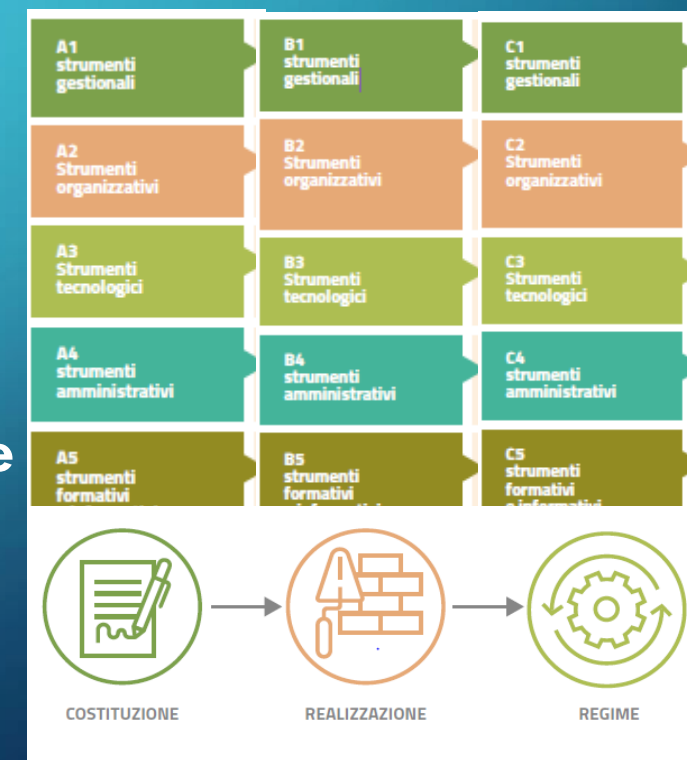 A1
strumenti
gestionali
B1
strumenti
gestionali
C1
strumenti
gestionali
A2
Strumenti
organizzativi
B2
Strumenti
organizzativi
C2
Strumenti
organizzativi
A3
Strumenti
tecnologici
B3
Strumenti
tecnologici
C3
Strumenti
tecnologici
A4
strumenti
amministrativi
B4
strumenti
amministrativi
C4
strumenti
amministrativi
e
A5
strumenti
formativi
B5
strumenti
formativi
C5
strumenti
formativi
COSTITUZIONE
REALIZZAZIONE
REGIME